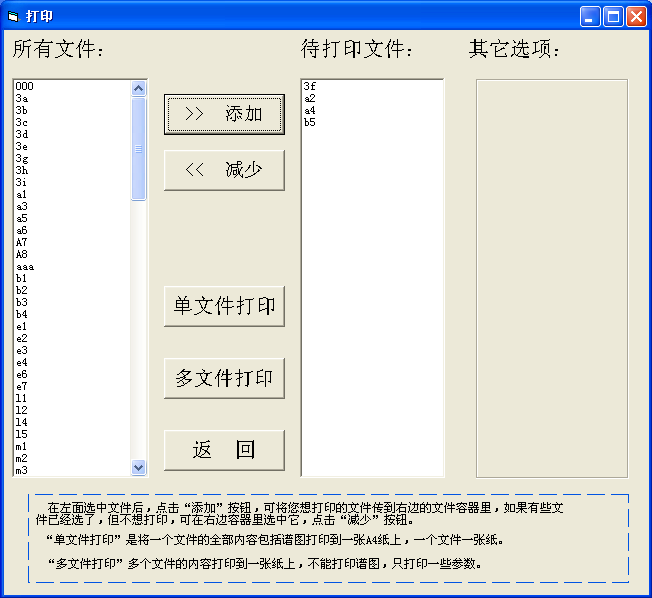 打印
所有文件：
待打印文件：
其它选项：
000
3a
3b
3c
3d
3e
3g
3h
3i
a1
a3
a5
a6
A7
A8
aaa
b1
b2
b3
b4
e1
e2
e3
e4
e6
e7
l1
l2
l4
l5
m1
m2
m3
>> 添加
<< 减少
单文件打印
多文件打印
返 回
3f
a2
a4
b5
在左面选中文件后，点击“添加”按钮，可将您想打印的文件传到右边的文件容器里，如果有些文
件已经选了，但不想打印，可在右边容器里选中它，点击“减少”按钮。
“单文件打印”是将一个文件的全部内容包括谱图打印到一张A4纸上，一个文件一张纸。
“多文件打印”多个文件的内容打印到一张纸上，不能打印谱图，只打印一些参数。